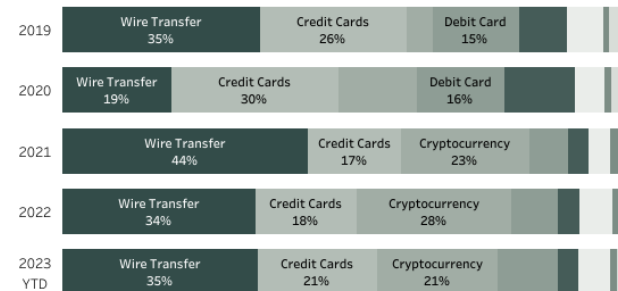 2019
Wire Transfer
35%
Credit Cards
26%
Debit Card
15%
2020
Wire Transfer
19%
Credit Cards
30%
Debit Card
16%
2021
Wire Transfer
44%
Credit Cards
17%
Cryptocurrency
23%
2022
Wire Transfer
34%
Credit Cards
18%
Cryptocurrency
28%
2023
YTD
Wire Transfer
35%
Credit Cards
21%
Cryptocurrency
21%